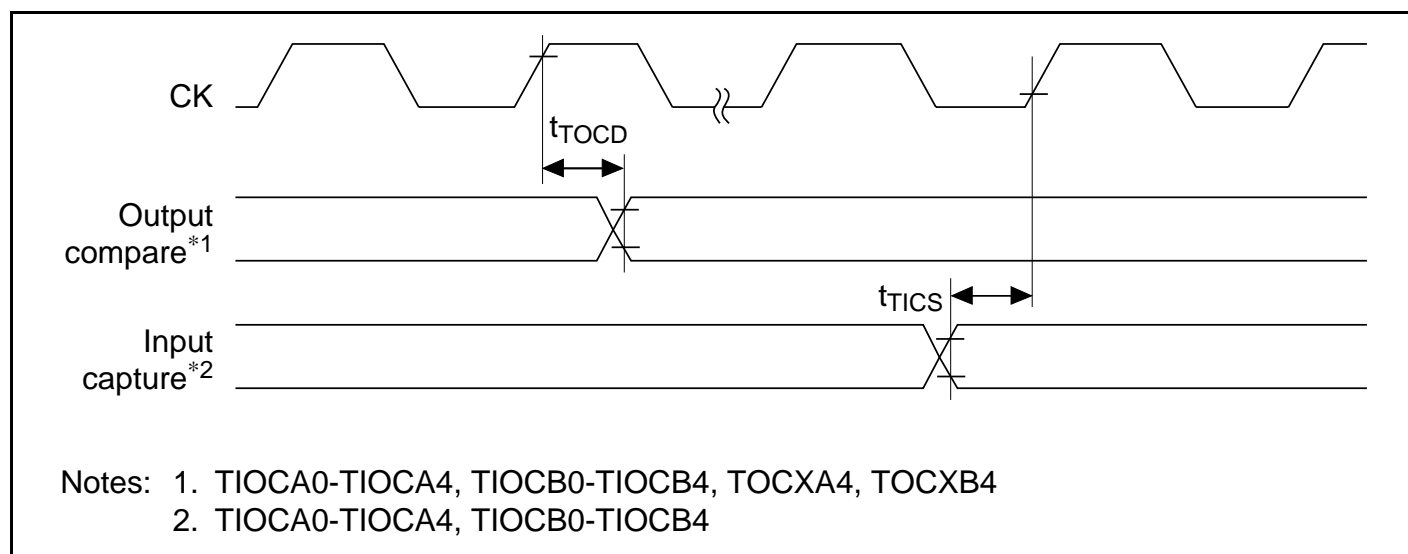 CK
tTOCD
Output
compare*1
tTICS
Input
capture*2
Notes: 1. TIOCA0-TIOCA4, TIOCB0-TIOCB4, TOCXA4, TOCXB4
2. TIOCA0-TIOCA4, TIOCB0-TIOCB4